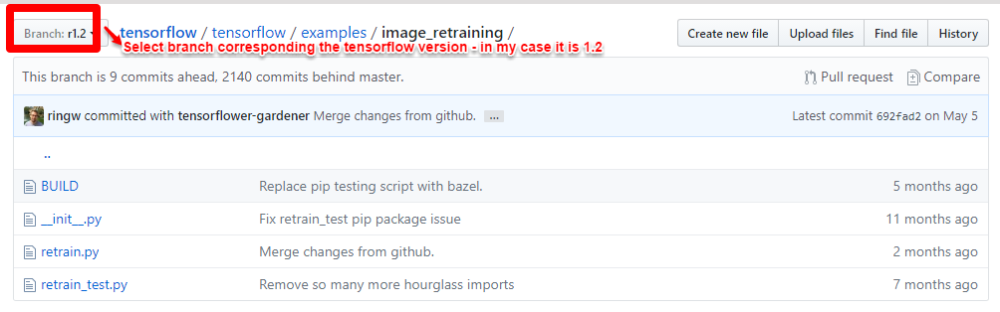 Branch: r1.2 tensorflow / tensorflow / examples / image_retraining / Create new file Upload files Find file History
Select branch corresponding the tensorflow version - in my case it is 1.2
This branch is 9 commits ahead, 2140 commits behind master. Pull request Compare
ringw committed with tensorflower-gardener Merge changes from github. ... Latest commit 692fad2 on May 5
..
BUILD Replace pip testing script with bazel. 5 months ago
__init__.py Fix retrain_test pip package issue 11 months ago
retrain.py Merge changes from github. 2 months ago
retrain_test.py Remove so many more hourglass imports 7 months ago